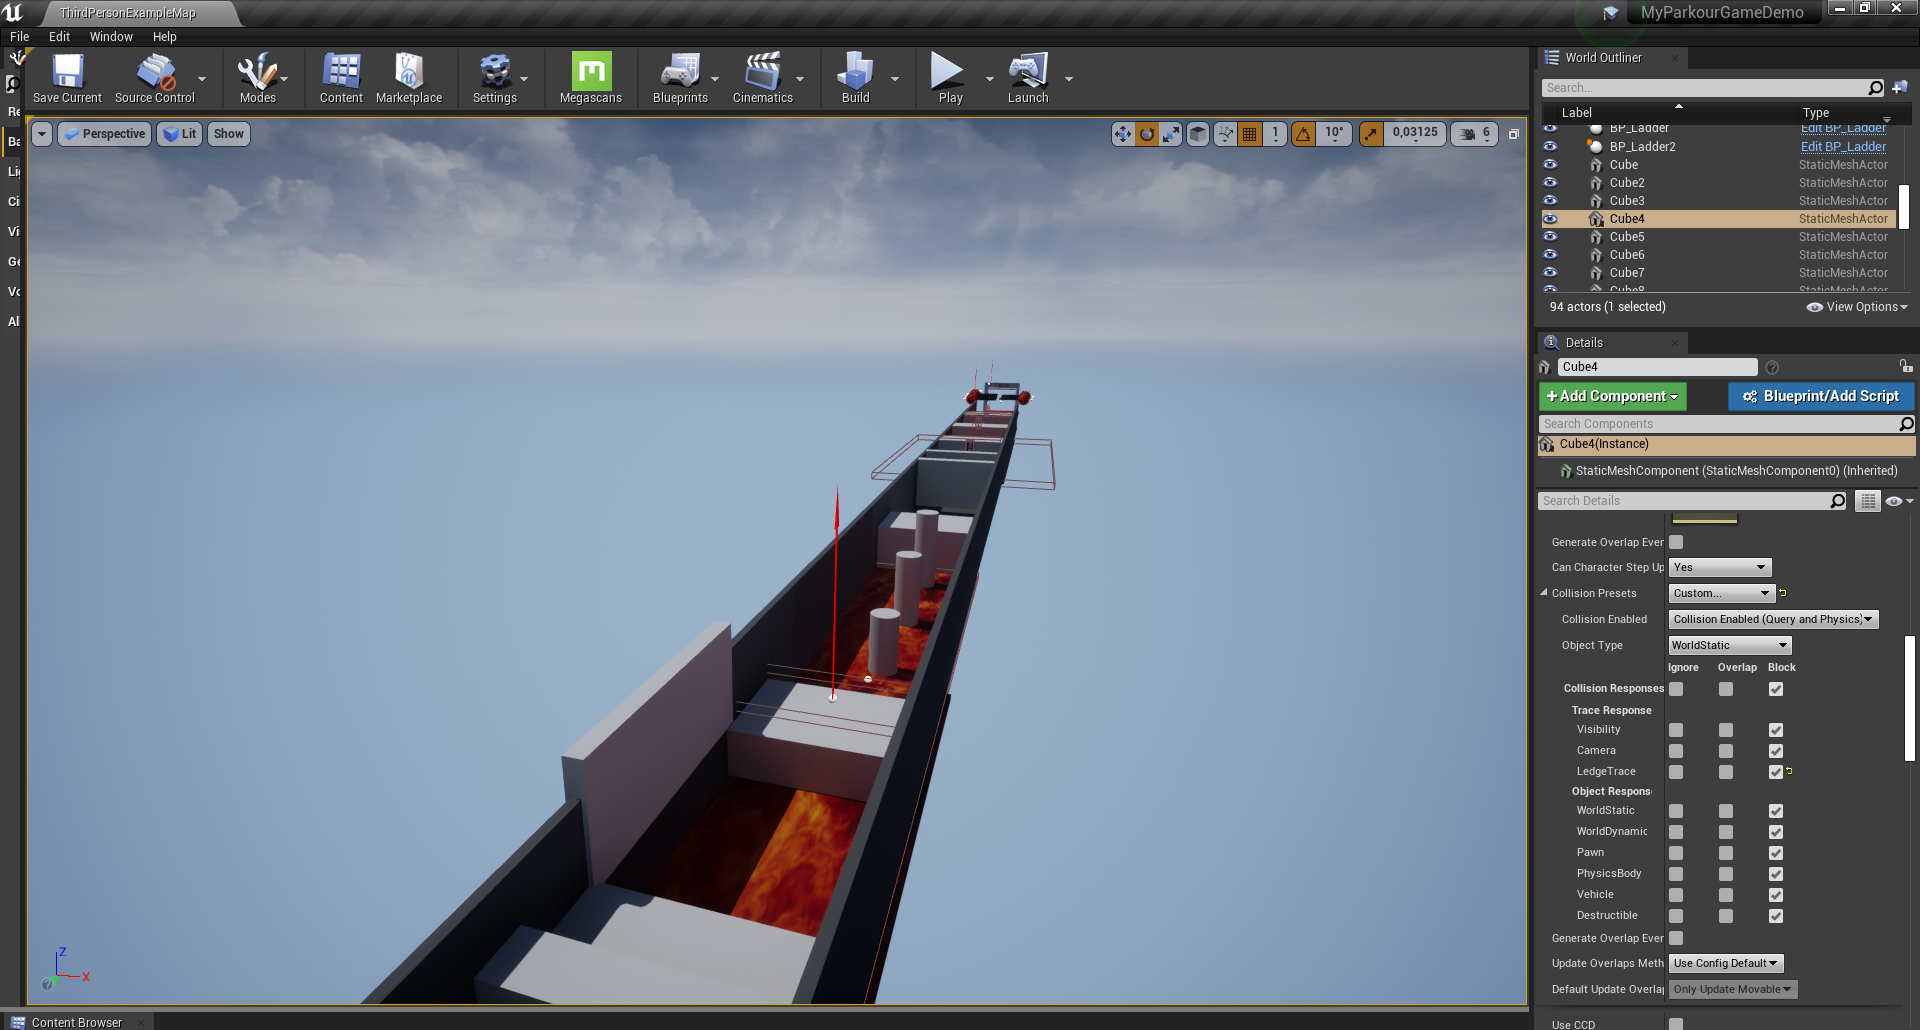 ThirdPersonExampleMap
MyParkourGameDemo
File Edit Window Help
Save Current
Source Control
Modes
Content
Marketplace
Settings
Megascans
Blueprints
Cinematics
Build
Play
Launch
Perspective
Lit
Show
1
10°
0,03125
6
Re
Ba
Li
Ci
Vi
Ge
Vo
Al
Z
X
Content Browser
World Outliner
Search...
Label Type
BP_Ladder Edit BP_Ladder
BP_Ladder2 Edit BP_Ladder
Cube StaticMeshActor
Cube2 StaticMeshActor
Cube3 StaticMeshActor
Cube4 StaticMeshActor
Cube5 StaticMeshActor
Cube6 StaticMeshActor
Cube7 StaticMeshActor
Cube8 StaticMeshActor
94 actors (1 selected) View Options
Details
Cube4
+Add Component Blueprint/Add Script
Search Components
Cube4(Instance)
StaticMeshComponent (StaticMeshComponent0) (Inherited)
Search Details
Generate Overlap Ever
Can Character Step Up Yes
Collision Presets Custom...
Collision Enabled Collision Enabled (Query and Physics)
Object Type WorldStatic
Ignore Overlap Block
Collision Responses
Trace Response
Visibility
Camera
LedgeTrace
Object Respons
WorldStatic
WorldDynamic
Pawn
PhysicsBody
Vehicle
Destructible
Generate Overlap Ever
Update Overlaps Meth Use Config Default
Default Update Overlap Only Update Movable
Use CCD